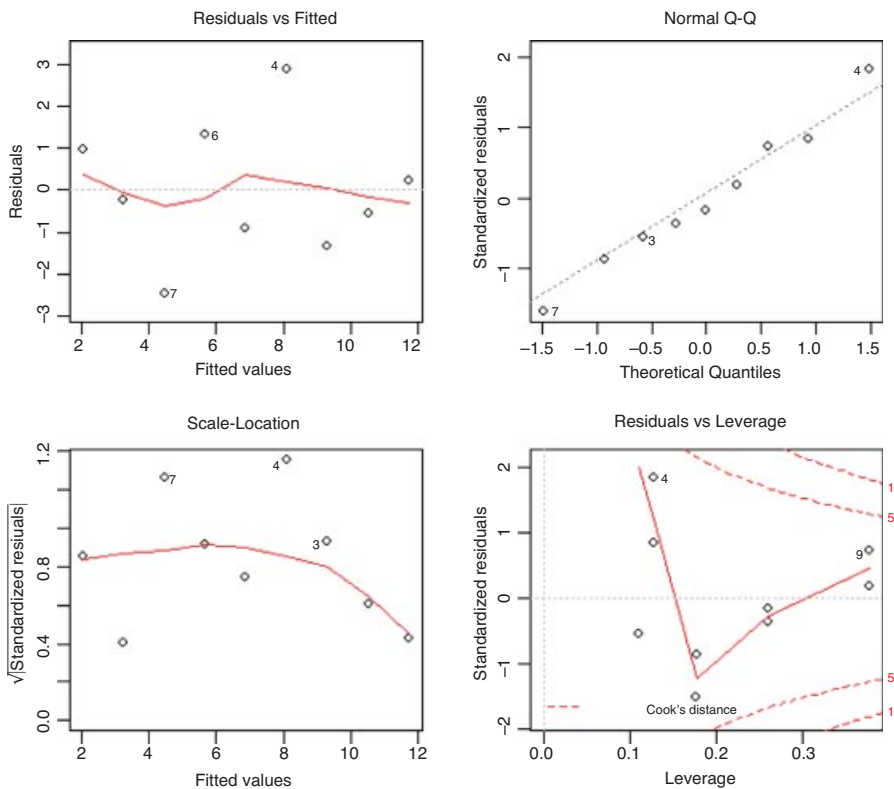 Residuals vs Fitted
3
2
1
0
−1
−2
−3
Residuals
4
6
7
2 4 6 8 10 12
Fitted values
Normal Q-Q
2
1
0
−1
Standardized residuals
4
3
7
−1.5 −1.0 −0.5 0.0 0.5 1.0 1.5
Theoretical Quantiles
Scale-Location
1.2
0.8
0.4
0.0
√|Standardized resiuals|
7
4
3
2 4 6 8 10 12
Fitted values
Residuals vs Leverage
2
1
0
−1
−2
Standardized residuals
4
9
1
5
5
1
Cook's distance
0.0 0.1 0.2 0.3
Leverage